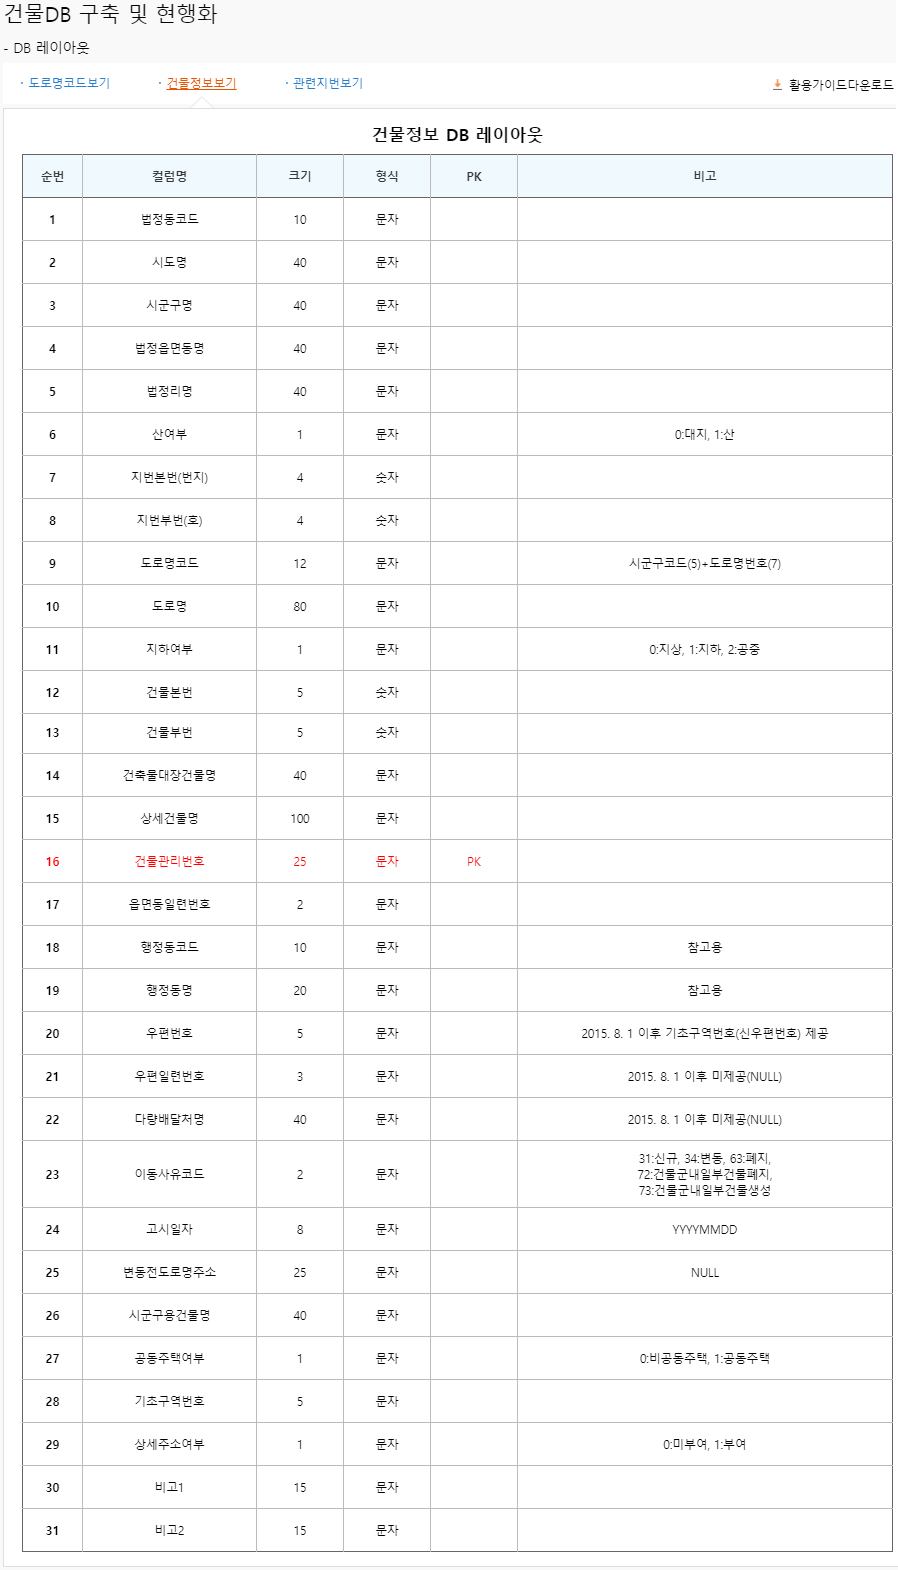 건물DB 구축 및 현행화
- DB 레이아웃
· 도로명코드보기 · 건물정보보기 · 관련지번보기 활용가이드다운로드
건물정보 DB 레이아웃
순번 컬럼명 크기 형식 PK 비고
1 법정동코드 10 문자
2 시도명 40 문자
3 시군구명 40 문자
4 법정읍면동명 40 문자
5 법정리명 40 문자
6 산여부 1 문자 0:대지, 1:산
7 지번본번(번지) 4 숫자
8 지번부번(호) 4 숫자
9 도로명코드 12 문자 시군구코드(5)+도로명번호(7)
10 도로명 80 문자
11 지하여부 1 문자 0:지상, 1:지하, 2:공중
12 건물본번 5 숫자
13 건물부번 5 숫자
14 건축물대장건물명 40 문자
15 상세건물명 100 문자
16 건물관리번호 25 문자 PK
17 읍면동일련번호 2 문자
18 행정동코드 10 문자 참고용
19 행정동명 20 문자 참고용
20 우편번호 5 문자 2015. 8. 1 이후 기초구역번호(신우편번호) 제공
21 우편일련번호 3 문자 2015. 8. 1 이후 미제공(NULL)
22 다량배달처명 40 문자 2015. 8. 1 이후 미제공(NULL)
23 이동사유코드 2 문자 31:신규, 34:변동, 63:폐지,
72:건물군내일부건물폐지,
73:건물군내일부건물생성
24 고시일자 8 문자 YYYYMMDD
25 변동전도로명주소 25 문자 NULL
26 시군구용건물명 40 문자
27 공동주택여부 1 문자 0:비공동주택, 1:공동주택
28 기초구역번호 5 문자
29 상세주소여부 1 문자 0:미부여, 1:부여
30 비고1 15 문자
31 비고2 15 문자